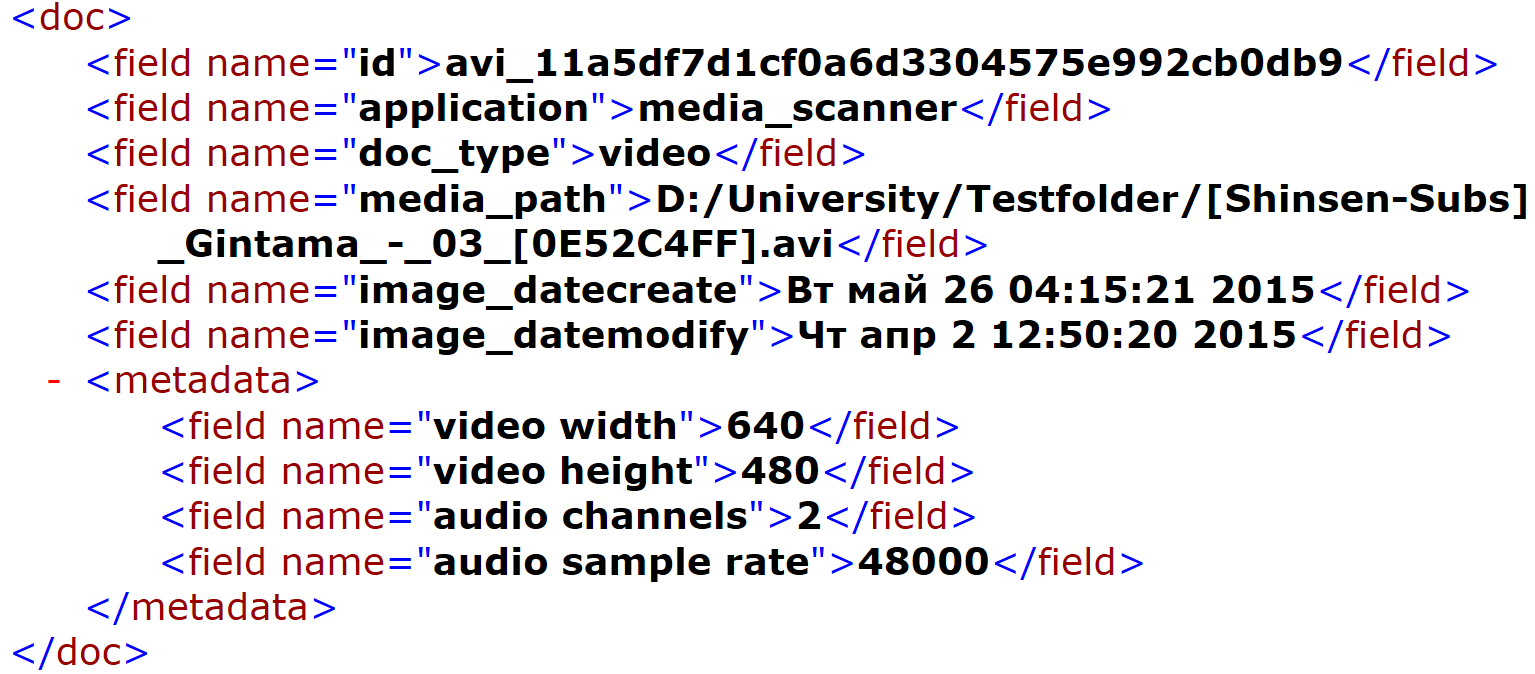 <doc>
<field name="id">avi_11a5df7d1cf0a6d3304575e992cb0db9</field>
<field name="application">media_scanner</field>
<field name="doc_type">video</field>
<field name="media_path">D:/University/Testfolder/[Shinsen-Subs]
_Gintama_-_03_[0E52C4FF].avi</field>
<field name="image_datecreate">Вт май 26 04:15:21 2015</field>
<field name="image_datemodify">Чт апр 2 12:50:20 2015</field>
- <metadata>
<field name="video width">640</field>
<field name="video height">480</field>
<field name="audio channels">2</field>
<field name="audio sample rate">48000</field>
</metadata>
</doc>